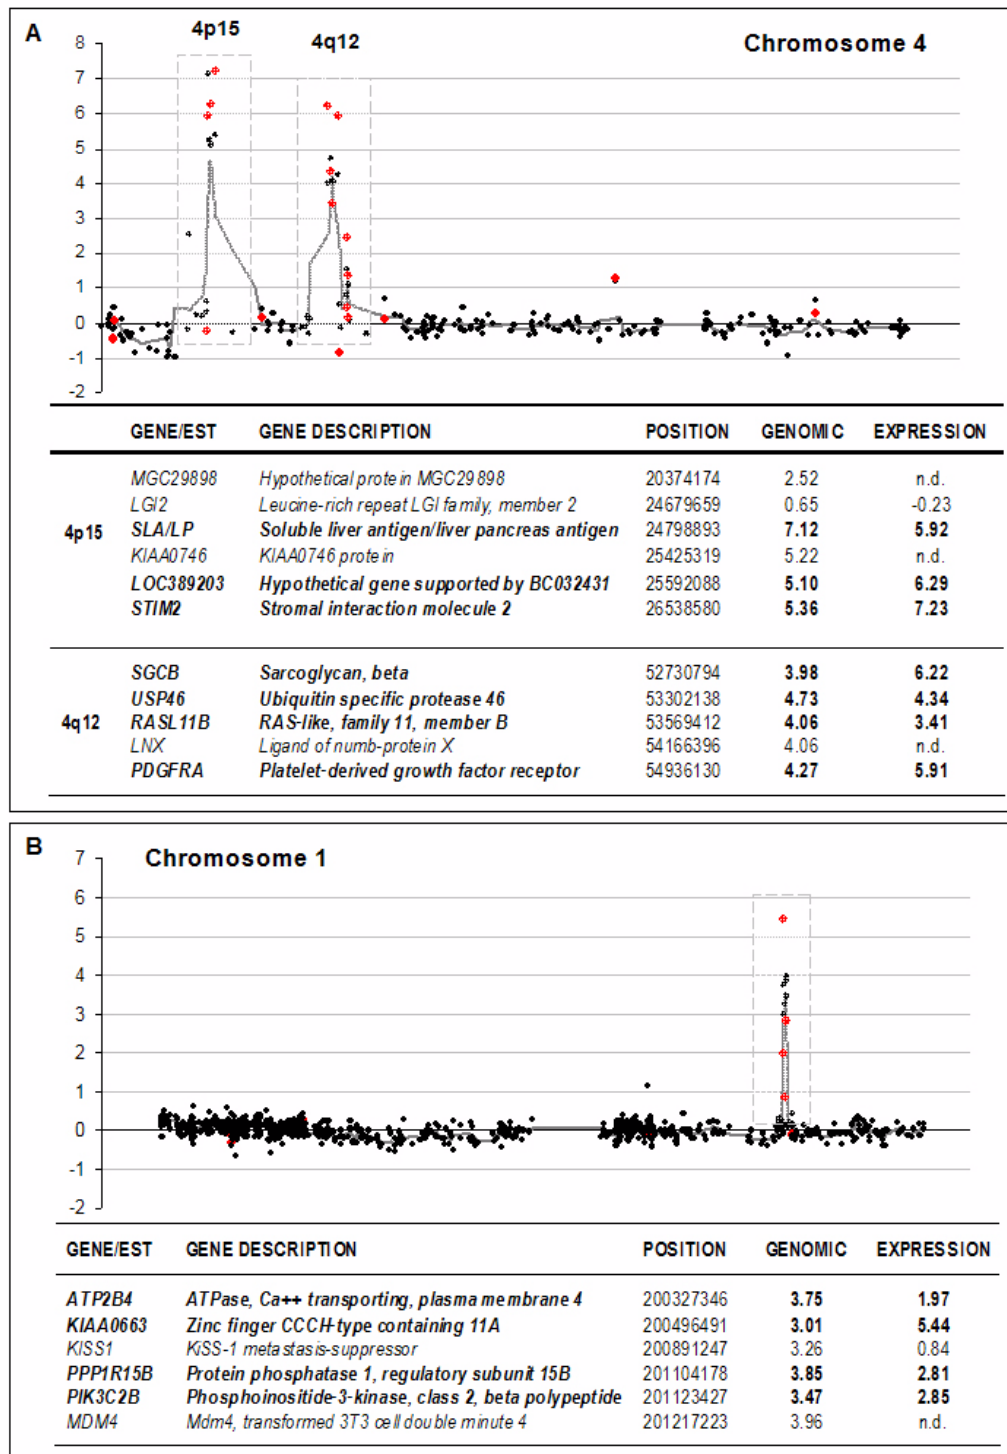 A
4p15
4q12
Chromosome 4
8
7
6
5
4
3
2
1
0
-1
-2
GENE/EST GENE DESCRIPTION POSITION GENOMIC EXPRESSION
MGC29898 Hypothetical protein MGC29898 20374174 2.52 n.d.
LGI2 Leucine-rich repeat LGI family, member 2 24679659 0.65 -0.23
4p15 SLA/LP Soluble liver antigen/liver pancreas antigen 24798893 7.12 5.92
KIAA0746 KIAA0746 protein 25425319 5.22 n.d.
LOC389203 Hypothetical gene supported by BC032431 25592088 5.10 6.29
STIM2 Stromal interaction molecule 2 26538580 5.36 7.23
SGCB Sarcoglycan, beta 52730794 3.98 6.22
USP46 Ubiquitin specific protease 46 53302138 4.73 4.34
4q12 RASL11B RAS-like, family 11, member B 53569412 4.06 3.41
LNX Ligand of numb-protein X 54166396 4.06 n.d.
PDGFRA Platelet-derived growth factor receptor 54936130 4.27 5.91
B
Chromosome 1
7
6
5
4
3
2
1
0
-1
-2
GENE/EST GENE DESCRIPTION POSITION GENOMIC EXPRESSION
ATP2B4 ATPase, Ca++ transporting, plasma membrane 4 200327346 3.75 1.97
KIAA0663 Zinc finger CCCH-type containing 11A 200496491 3.01 5.44
KISS1 KiSS-1 metastasis-suppressor 200891247 3.26 0.84
PPP1R15B Protein phosphatase 1, regulatory subunit 15B 201104178 3.85 2.81
PIK3C2B Phosphoinositide-3-kinase, class 2, beta polypeptide 201123427 3.47 2.85
MDM4 Mdm4, transformed 3T3 cell double minute 4 201217223 3.96 n.d.